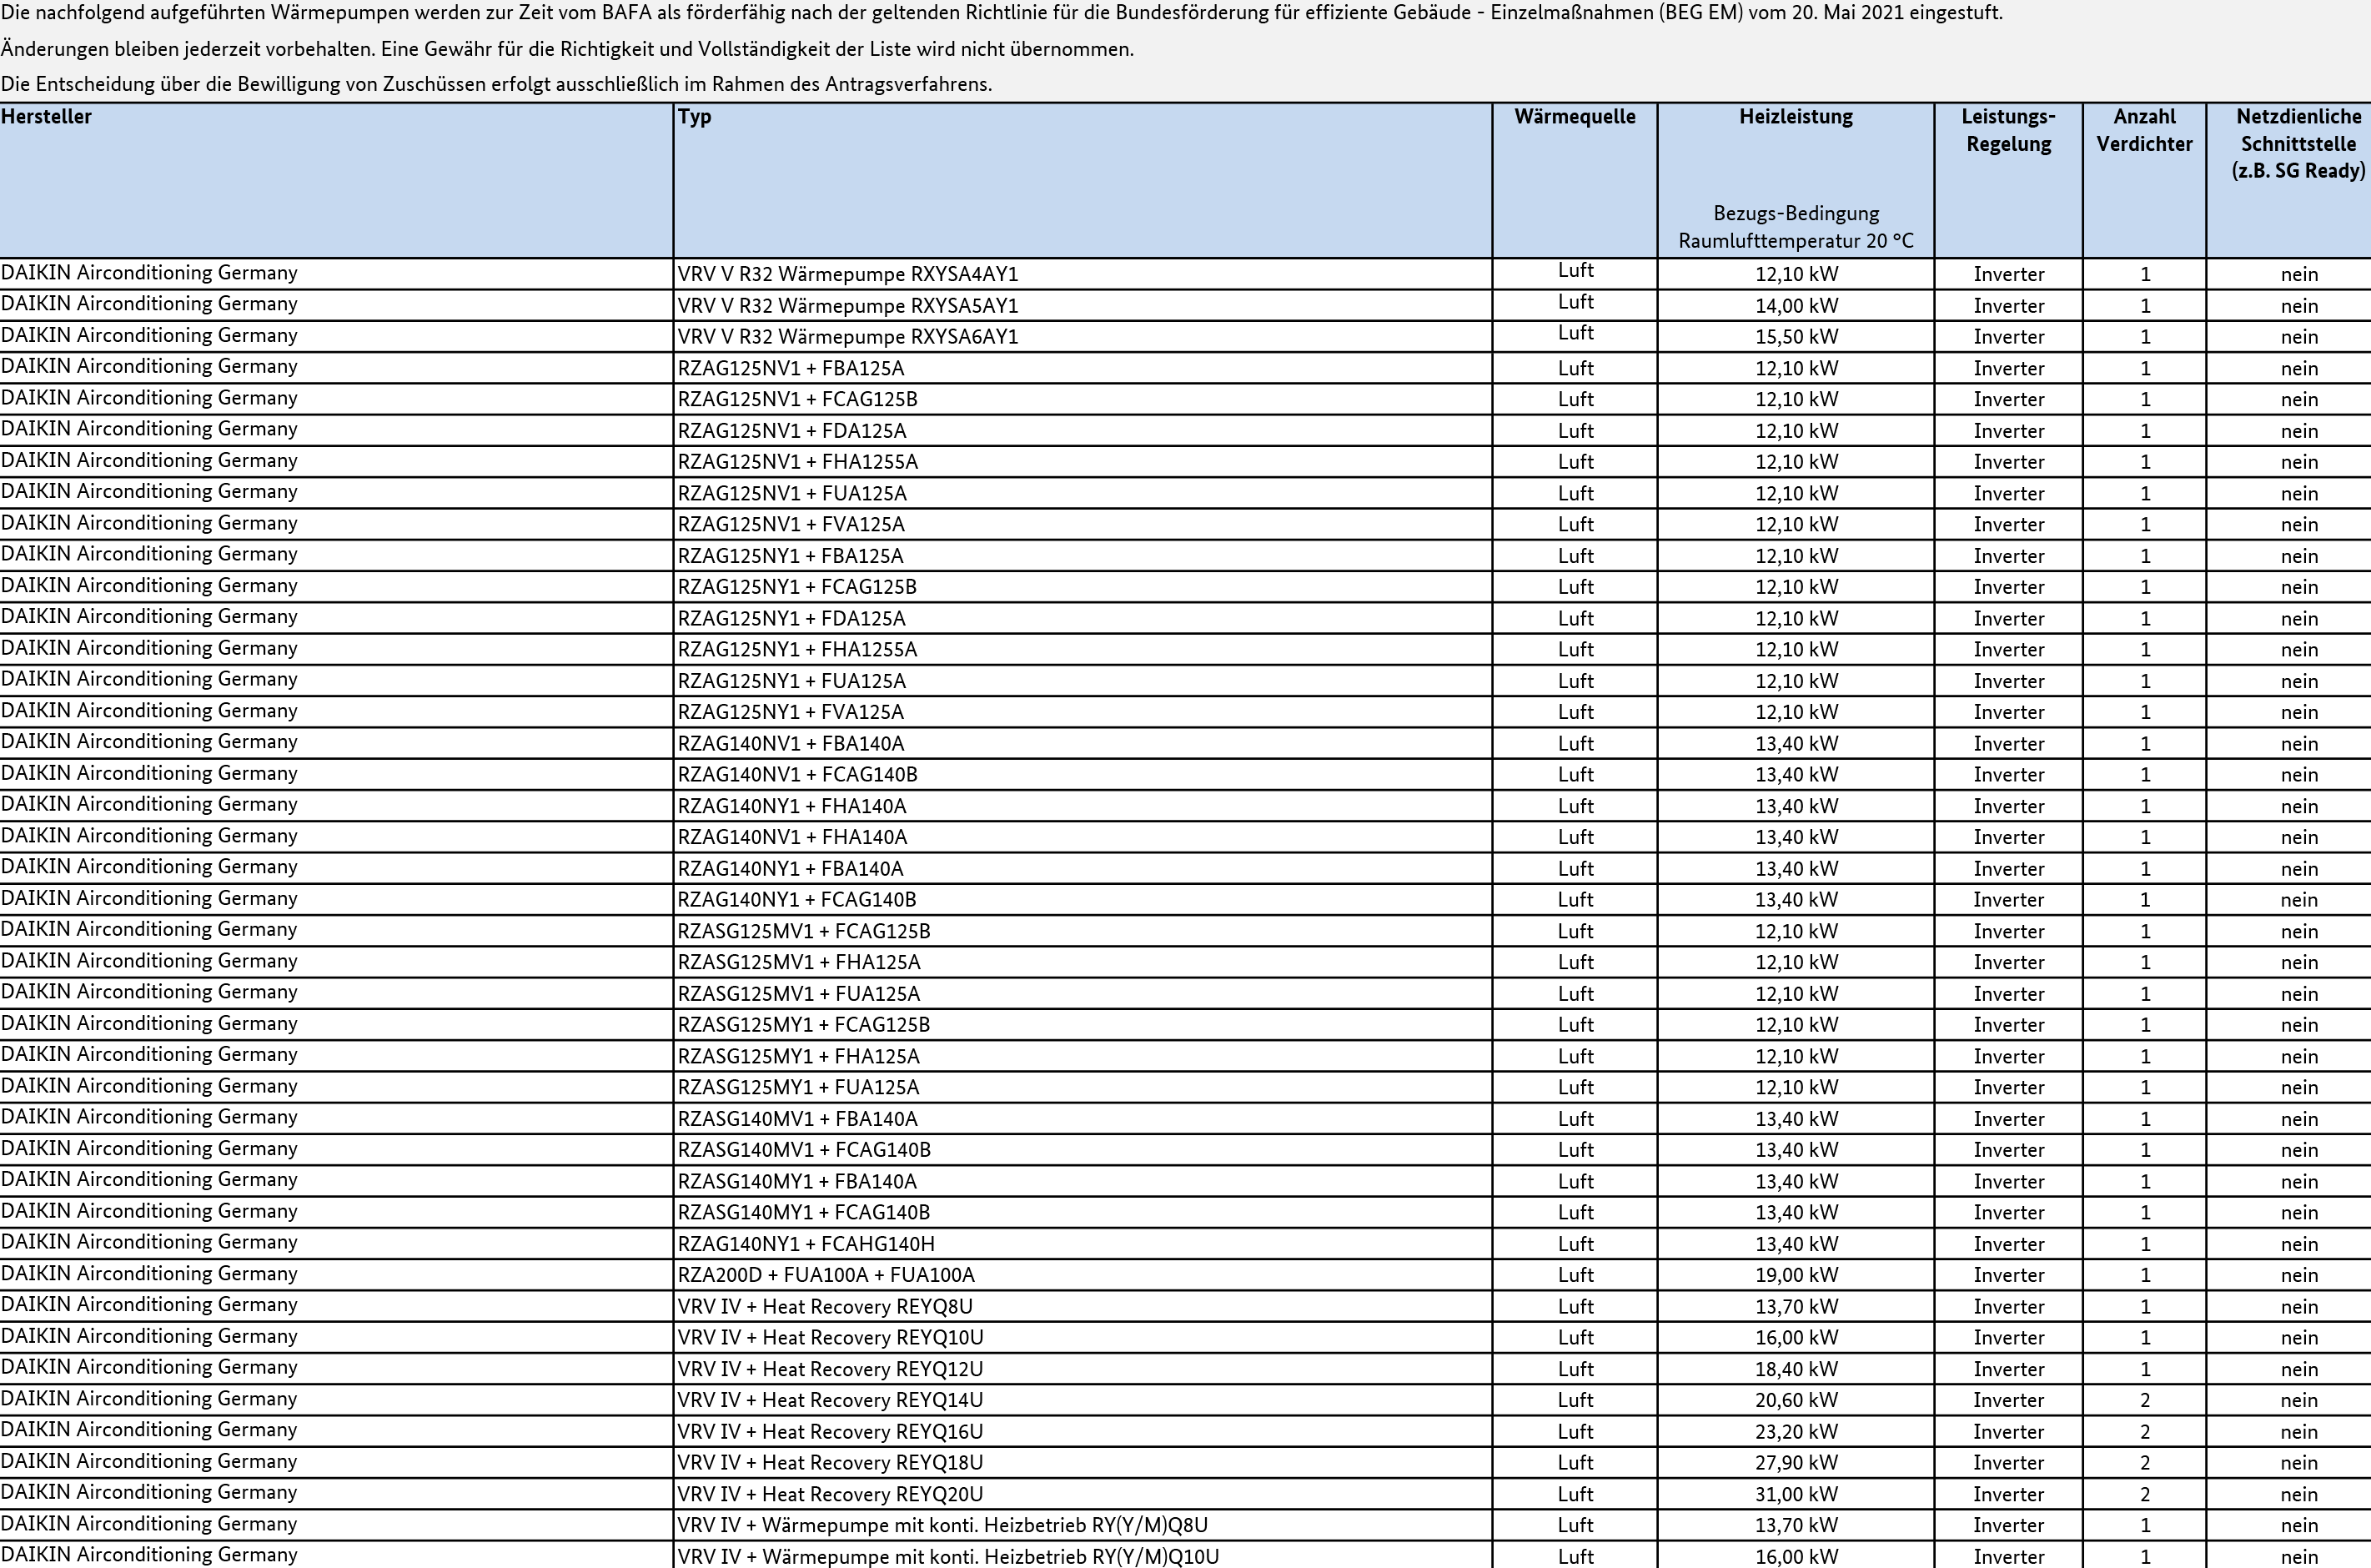 Die nachfolgend aufgeführten Wärmepumpen werden zur Zeit vom BAFA als förderfähig nach der geltenden Richtlinie für die Bundesförderung für effiziente Gebäude - Einzelmaßnahmen (BEG EM) vom 20. Mai 2021 eingestuft.
Änderungen bleiben jederzeit vorbehalten. Eine Gewähr für die Richtigkeit und Vollständigkeit der Liste wird nicht übernommen.
Die Entscheidung über die Bewilligung von Zuschüssen erfolgt ausschließlich im Rahmen des Antragsverfahrens.
Hersteller Typ Wärmequelle Heizleistung Leistungs- Anzahl Netzdienliche
Regelung Verdichter Schnittstelle
(z.B. SG Ready)
Bezugs-Bedingung
Raumlufttemperatur 20 °C
DAIKIN Airconditioning Germany VRV V R32 Wärmepumpe RXYSA4AY1 Luft 12,10 kW Inverter 1 nein
DAIKIN Airconditioning Germany VRV V R32 Wärmepumpe RXYSA5AY1 Luft 14,00 kW Inverter 1 nein
DAIKIN Airconditioning Germany VRV V R32 Wärmepumpe RXYSA6AY1 Luft 15,50 kW Inverter 1 nein
DAIKIN Airconditioning Germany RZAG125NV1 + FBA125A Luft 12,10 kW Inverter 1 nein
DAIKIN Airconditioning Germany RZAG125NV1 + FCAG125B Luft 12,10 kW Inverter 1 nein
DAIKIN Airconditioning Germany RZAG125NV1 + FDA125A Luft 12,10 kW Inverter 1 nein
DAIKIN Airconditioning Germany RZAG125NV1 + FHA1255A Luft 12,10 kW Inverter 1 nein
DAIKIN Airconditioning Germany RZAG125NV1 + FUA125A Luft 12,10 kW Inverter 1 nein
DAIKIN Airconditioning Germany RZAG125NV1 + FVA125A Luft 12,10 kW Inverter 1 nein
DAIKIN Airconditioning Germany RZAG125NY1 + FBA125A Luft 12,10 kW Inverter 1 nein
DAIKIN Airconditioning Germany RZAG125NY1 + FCAG125B Luft 12,10 kW Inverter 1 nein
DAIKIN Airconditioning Germany RZAG125NY1 + FDA125A Luft 12,10 kW Inverter 1 nein
DAIKIN Airconditioning Germany RZAG125NY1 + FHA1255A Luft 12,10 kW Inverter 1 nein
DAIKIN Airconditioning Germany RZAG125NY1 + FUA125A Luft 12,10 kW Inverter 1 nein
DAIKIN Airconditioning Germany RZAG125NY1 + FVA125A Luft 12,10 kW Inverter 1 nein
DAIKIN Airconditioning Germany RZAG140NV1 + FBA140A Luft 13,40 kW Inverter 1 nein
DAIKIN Airconditioning Germany RZAG140NV1 + FCAG140B Luft 13,40 kW Inverter 1 nein
DAIKIN Airconditioning Germany RZAG140NY1 + FHA140A Luft 13,40 kW Inverter 1 nein
DAIKIN Airconditioning Germany RZAG140NV1 + FHA140A Luft 13,40 kW Inverter 1 nein
DAIKIN Airconditioning Germany RZAG140NY1 + FBA140A Luft 13,40 kW Inverter 1 nein
DAIKIN Airconditioning Germany RZAG140NY1 + FCAG140B Luft 13,40 kW Inverter 1 nein
DAIKIN Airconditioning Germany RZASG125MV1 + FCAG125B Luft 12,10 kW Inverter 1 nein
DAIKIN Airconditioning Germany RZASG125MV1 + FHA125A Luft 12,10 kW Inverter 1 nein
DAIKIN Airconditioning Germany RZASG125MV1 + FUA125A Luft 12,10 kW Inverter 1 nein
DAIKIN Airconditioning Germany RZASG125MY1 + FCAG125B Luft 12,10 kW Inverter 1 nein
DAIKIN Airconditioning Germany RZASG125MY1 + FHA125A Luft 12,10 kW Inverter 1 nein
DAIKIN Airconditioning Germany RZASG125MY1 + FUA125A Luft 12,10 kW Inverter 1 nein
DAIKIN Airconditioning Germany RZASG140MV1 + FBA140A Luft 13,40 kW Inverter 1 nein
DAIKIN Airconditioning Germany RZASG140MV1 + FCAG140B Luft 13,40 kW Inverter 1 nein
DAIKIN Airconditioning Germany RZASG140MY1 + FBA140A Luft 13,40 kW Inverter 1 nein
DAIKIN Airconditioning Germany RZASG140MY1 + FCAG140B Luft 13,40 kW Inverter 1 nein
DAIKIN Airconditioning Germany RZAG140NY1 + FCAHG140H Luft 13,40 kW Inverter 1 nein
DAIKIN Airconditioning Germany RZA200D + FUA100A + FUA100A Luft 19,00 kW Inverter 1 nein
DAIKIN Airconditioning Germany VRV IV + Heat Recovery REYQ8U Luft 13,70 kW Inverter 1 nein
DAIKIN Airconditioning Germany VRV IV + Heat Recovery REYQ10U Luft 16,00 kW Inverter 1 nein
DAIKIN Airconditioning Germany VRV IV + Heat Recovery REYQ12U Luft 18,40 kW Inverter 1 nein
DAIKIN Airconditioning Germany VRV IV + Heat Recovery REYQ14U Luft 20,60 kW Inverter 2 nein
DAIKIN Airconditioning Germany VRV IV + Heat Recovery REYQ16U Luft 23,20 kW Inverter 2 nein
DAIKIN Airconditioning Germany VRV IV + Heat Recovery REYQ18U Luft 27,90 kW Inverter 2 nein
DAIKIN Airconditioning Germany VRV IV + Heat Recovery REYQ20U Luft 31,00 kW Inverter 2 nein
DAIKIN Airconditioning Germany VRV IV + Wärmepumpe mit konti. Heizbetrieb RY(Y/M)Q8U Luft 13,70 kW Inverter 1 nein
DAIKIN Airconditioning Germany VRV IV + Wärmepumpe mit konti. Heizbetrieb RY(Y/M)Q10U Luft 16,00 kW Inverter 1 nein